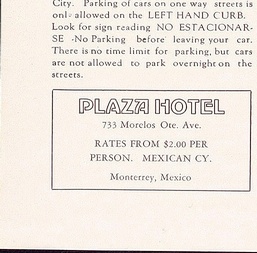 City. Parking of cars on one way streets is
only allowed on the LEFT HAND CURB.
Look for sign reading NO ESTACIONAR-
SE -No Parking before leaving your car.
There is no time limit for parking, but cars
are not allowed to park overnight on the
streets.
PLAZA HOTEL
733 Morelos Ote. Ave.
RATES FROM $2.00 PER
PERSON. MEXICAN CY.
Monterrey, Mexico